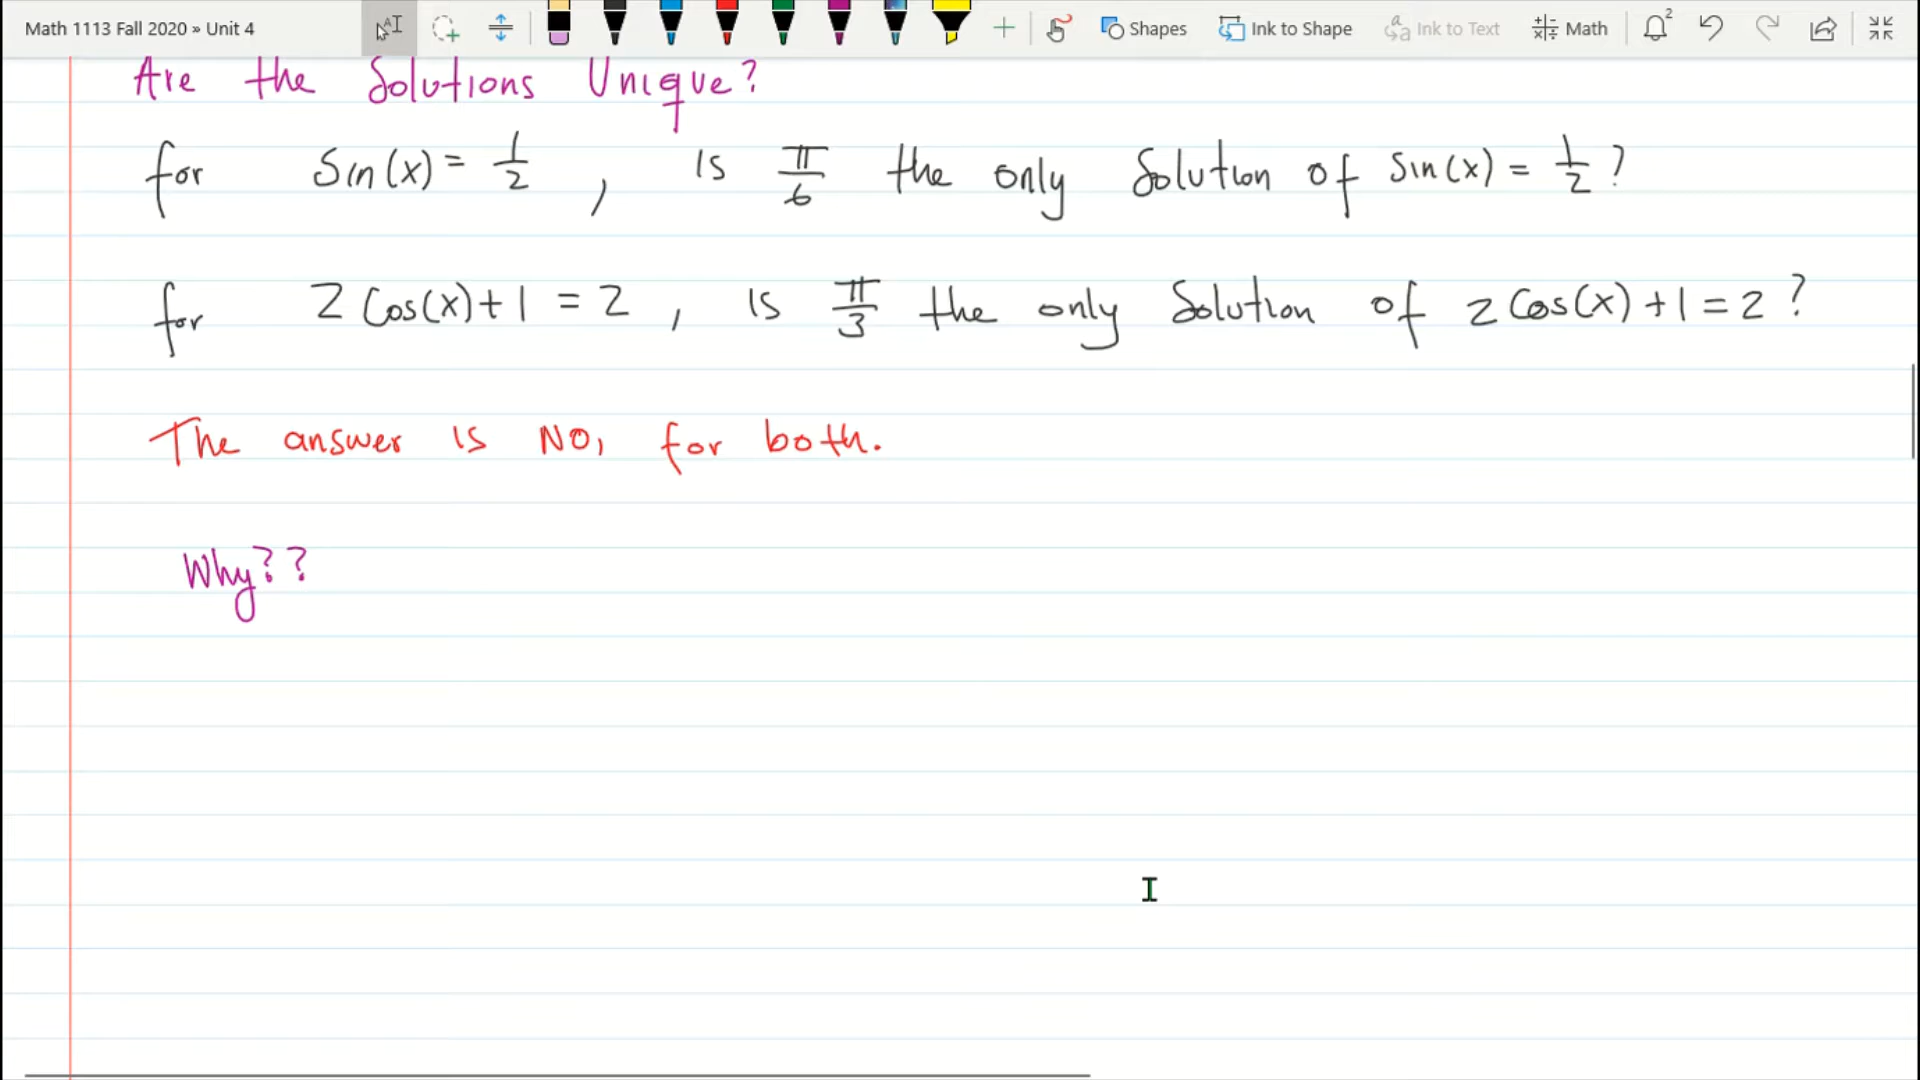 Math 1113 Fall 2020 » Unit 4 Shapes Ink to Shape Ink to Text Math 2
Are the Solutions Unique?
for Sin(x) = 1/2 , is π/6 the only Solution of Sin(x) = 1/2 ?
for 2 Cos(x) + 1 = 2 , is π/3 the only Solution of 2 Cos(x) + 1 = 2 ?
The answer is NO, for both.
Why??